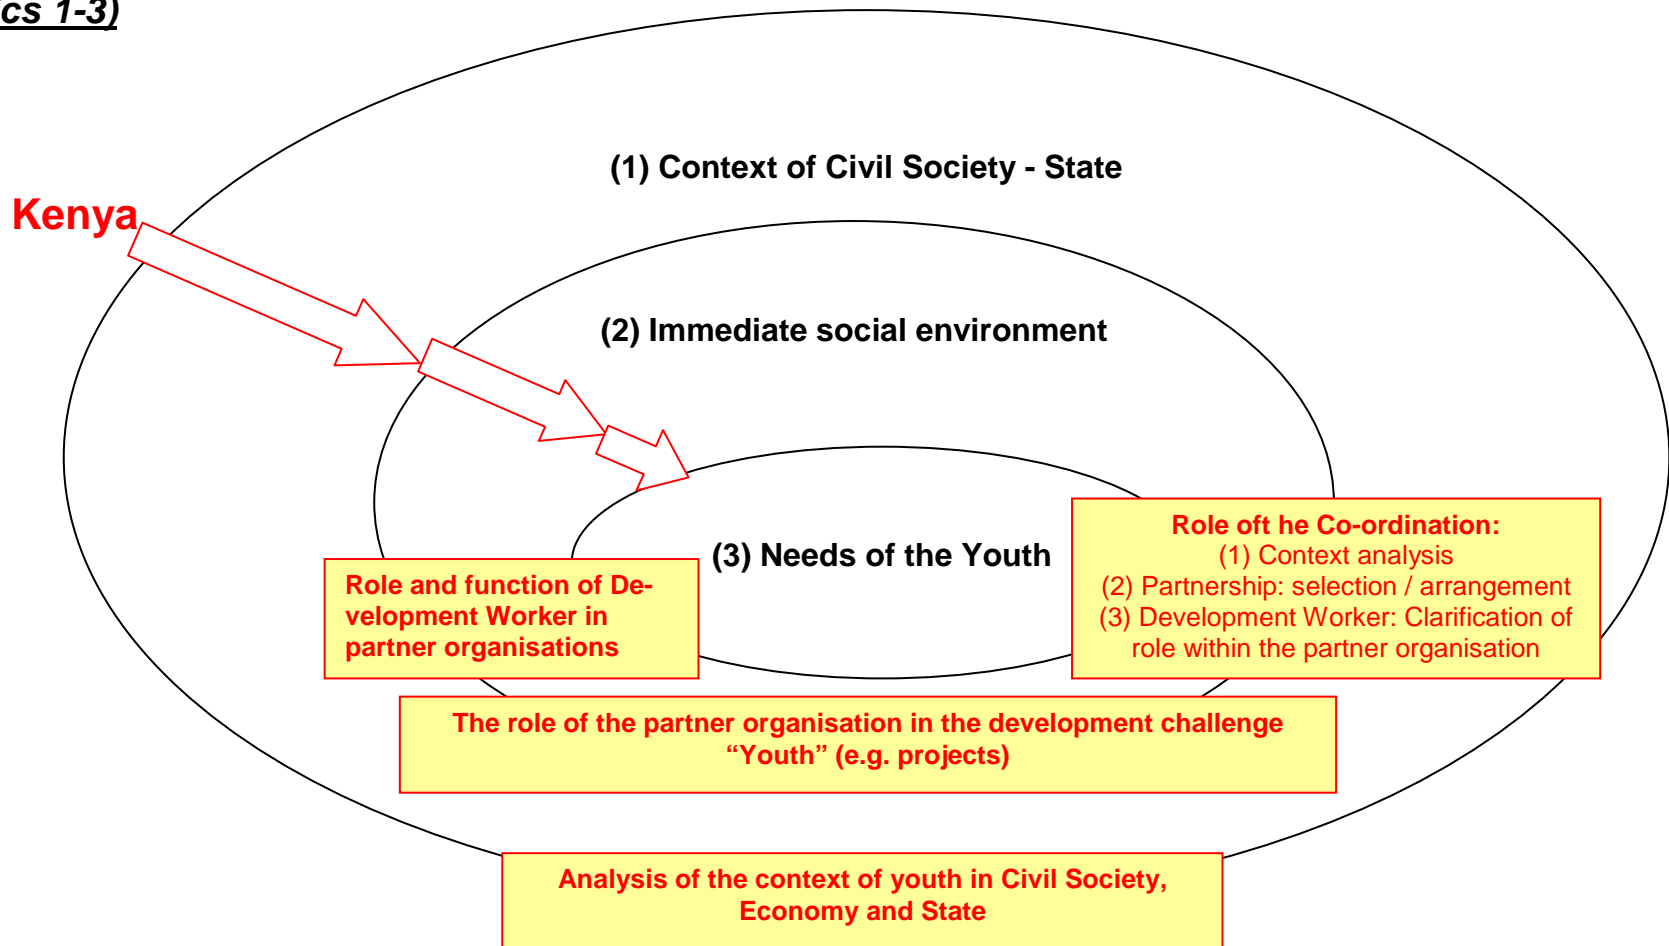 cs 1-3)
(1) Context of Civil Society - State
Kenya
(2) Immediate social environment
(3) Needs of the Youth
Role oft he Co-ordination:
(1) Context analysis
(2) Partnership: selection / arrangement
(3) Development Worker: Clarification of
role within the partner organisation
Role and function of De-
velopment Worker in
partner organisations
The role of the partner organisation in the development challenge
“Youth” (e.g. projects)
Analysis of the context of youth in Civil Society,
Economy and State